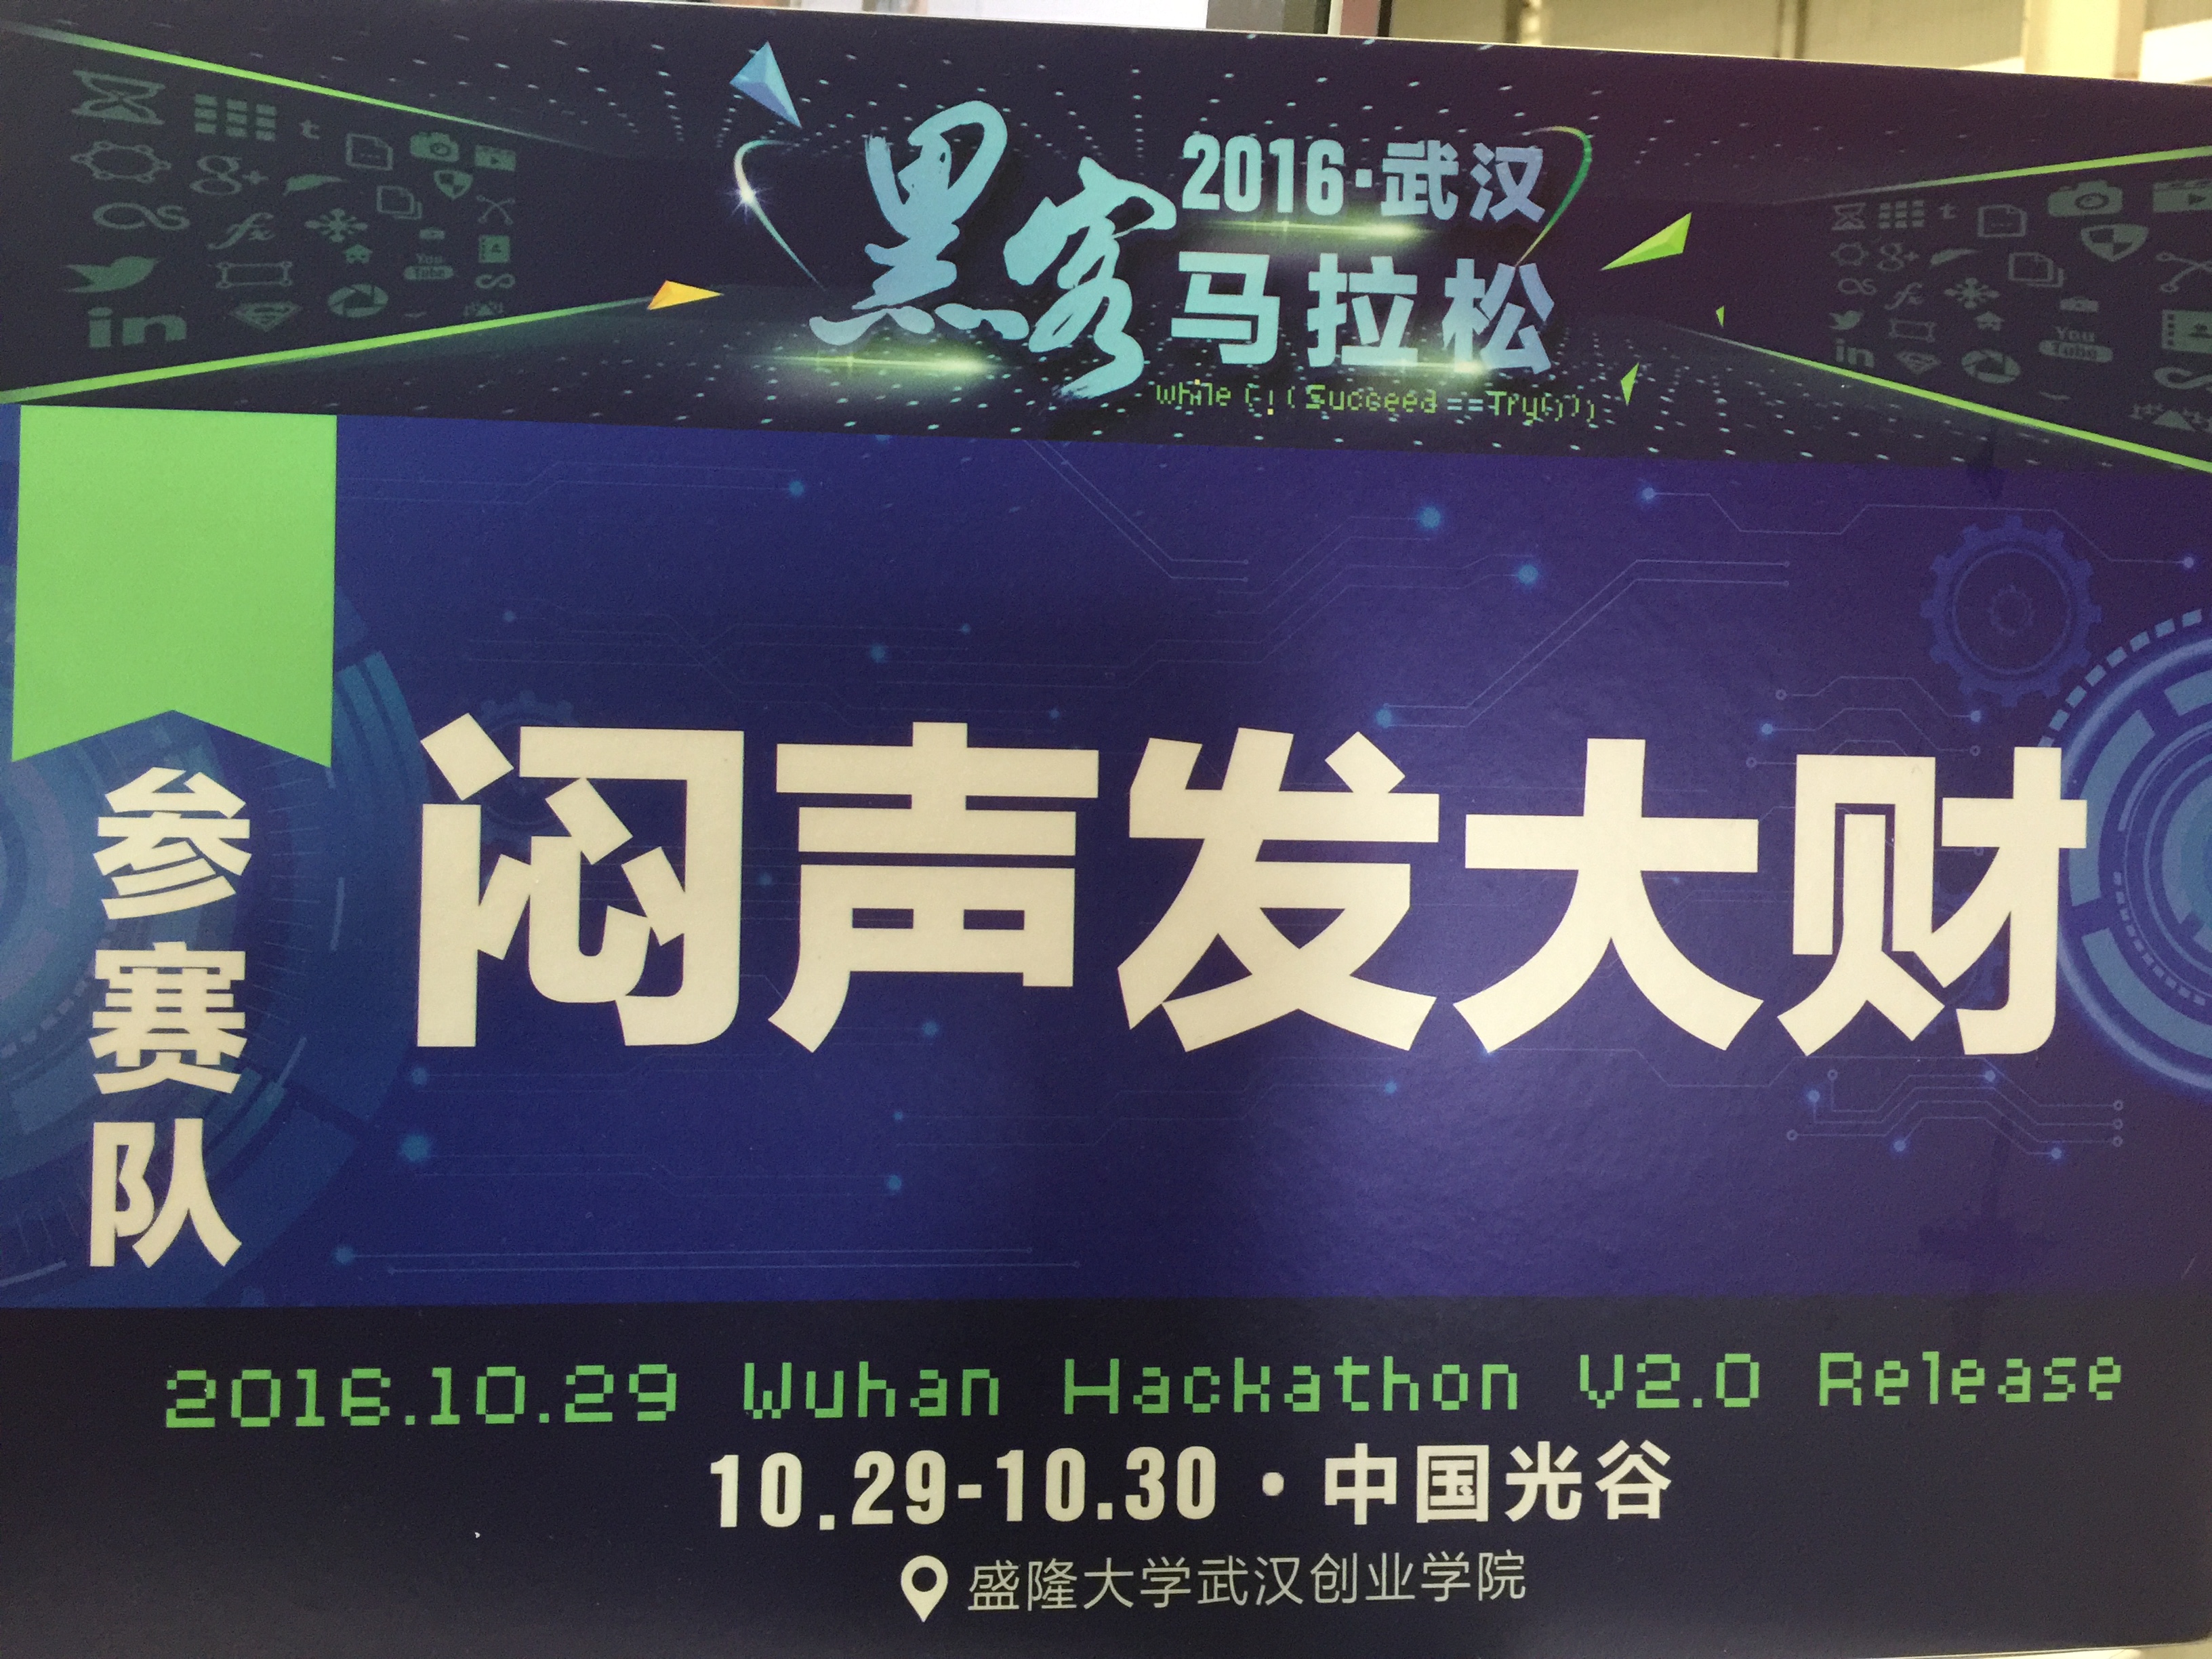 黑客
2016·武汉
马拉松
while (!(Succeed==Try()))
参赛队
闷声发大财
2016.10.29 Wuhan Hackathon V2.0 Release
10.29-10.30·中国光谷
盛隆大学武汉创业学院